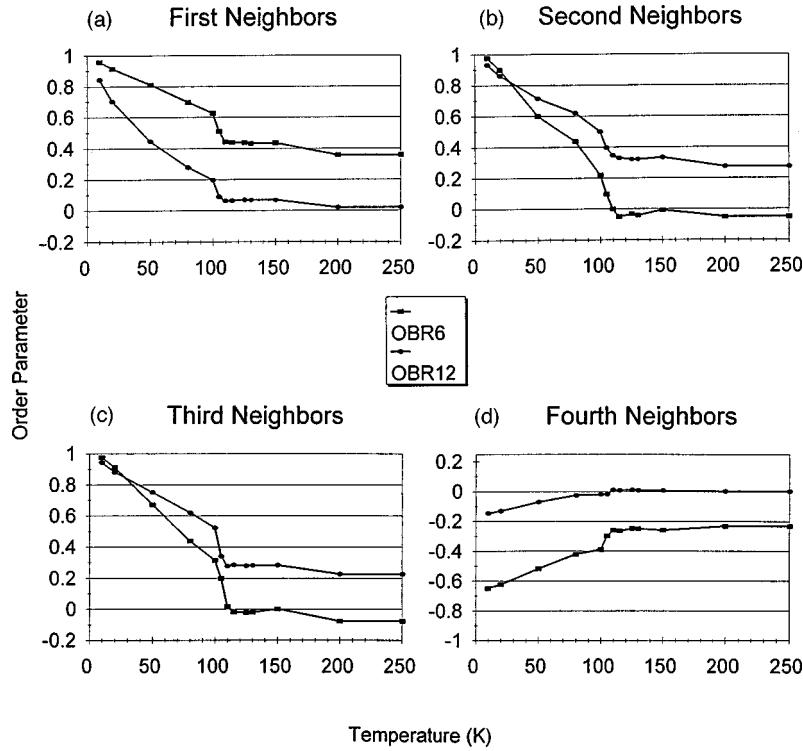 (a) First Neighbors
1
0.8
0.6
0.4
0.2
0
-0.2
0 50 100 150 200 250
(b) Second Neighbors
1
0.8
0.6
0.4
0.2
0
-0.2
0 50 100 150 200 250
Order Parameter
OBR6
OBR12
(c) Third Neighbors
1
0.8
0.6
0.4
0.2
0
-0.2
0 50 100 150 200 250
(d) Fourth Neighbors
0.2
0
-0.2
-0.4
-0.6
-0.8
-1
0 50 100 150 200 250
Temperature (K)